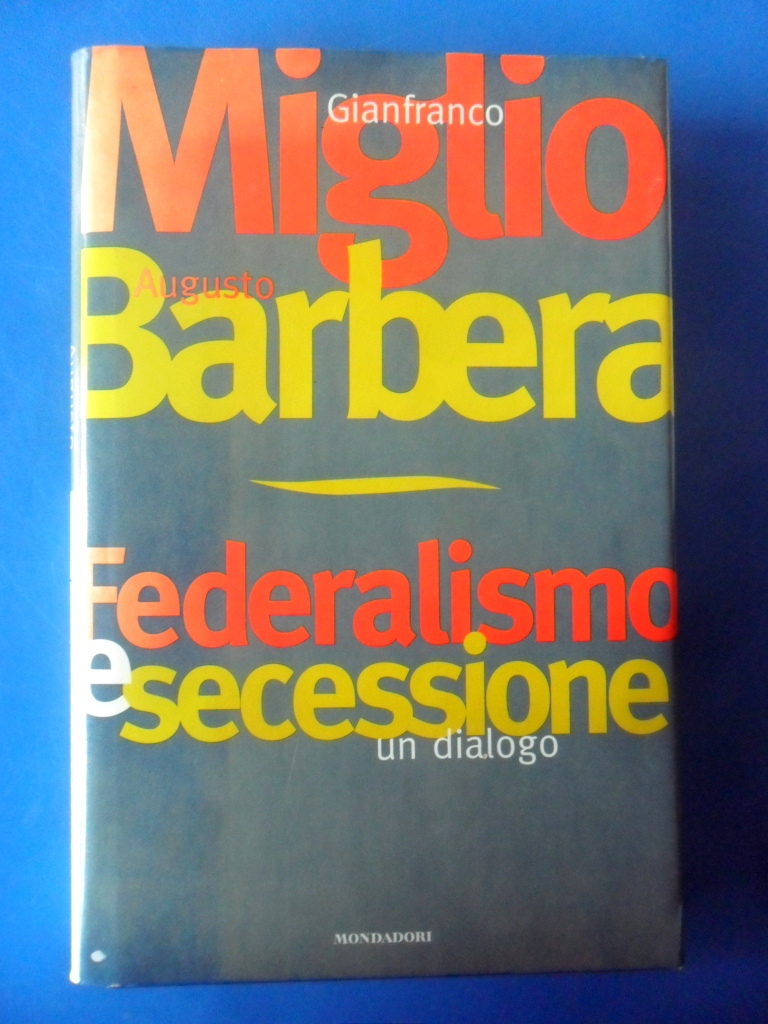 Gianfranco
Miglio
Augusto
Barbera
Federalismo
e secessione
un dialogo
MONDADORI